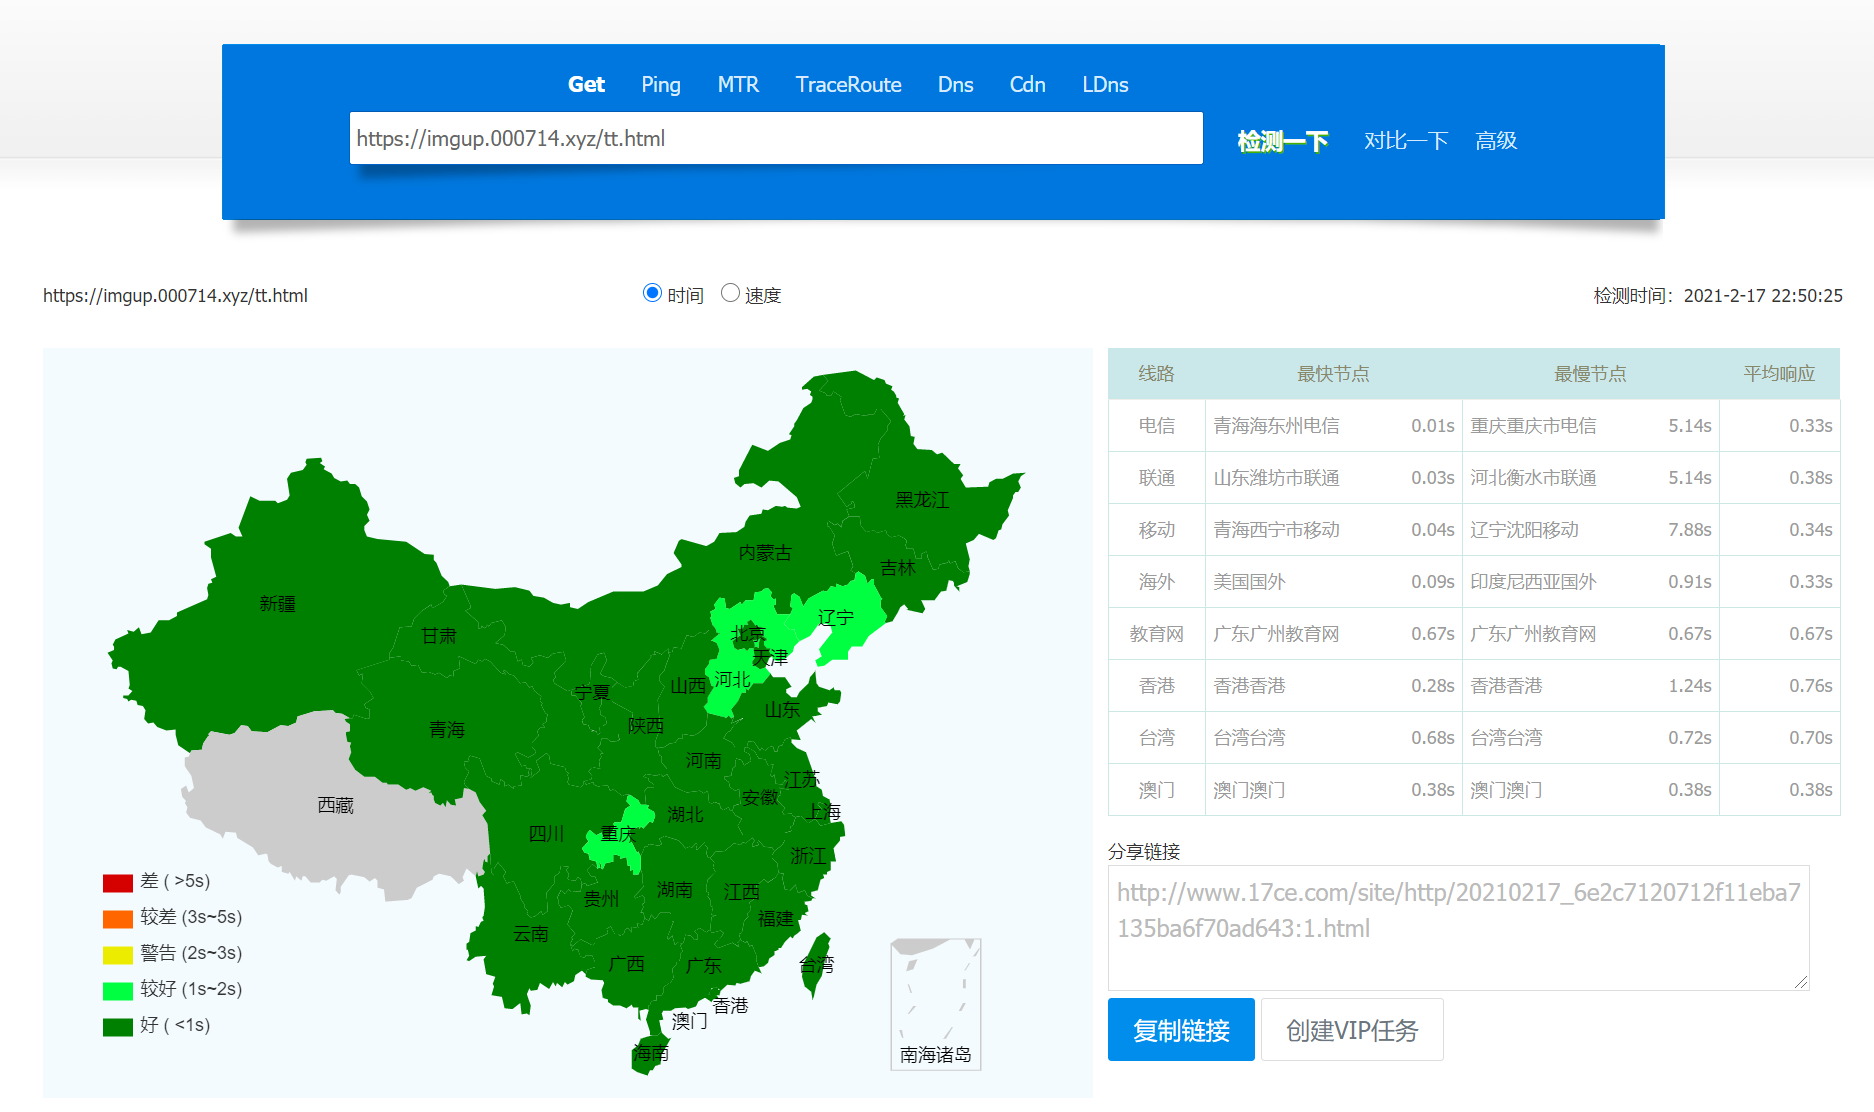 Get Ping MTR TraceRoute Dns Cdn LDns
https://imgup.000714.xyz/tt.html 检测一下 对比一下 高级
https://imgup.000714.xyz/tt.html 时间 速度 检测时间：2021-2-17 22:50:25
黑龙江
内蒙古
吉林
新疆
辽宁
甘肃
北京
天津
河北
山西
宁夏
山东
陕西
青海
河南
江苏
安徽
西藏
上海
湖北
四川
重庆
浙江
湖南
江西
贵州
福建
云南
广西
广东
台湾
香港
澳门
海南
南海诸岛
差 ( >5s)
较差 (3s~5s)
警告 (2s~3s)
较好 (1s~2s)
好 ( <1s)
线路 最快节点 最慢节点 平均响应
电信 青海海东州电信 0.01s 重庆重庆市电信 5.14s 0.33s
联通 山东潍坊市联通 0.03s 河北衡水市联通 5.14s 0.38s
移动 青海西宁市移动 0.04s 辽宁沈阳移动 7.88s 0.34s
海外 美国国外 0.09s 印度尼西亚国外 0.91s 0.33s
教育网 广东广州教育网 0.67s 广东广州教育网 0.67s 0.67s
香港 香港香港 0.28s 香港香港 1.24s 0.76s
台湾 台湾台湾 0.68s 台湾台湾 0.72s 0.70s
澳门 澳门澳门 0.38s 澳门澳门 0.38s 0.38s
分享链接
http://www.17ce.com/site/http/20210217_6e2c7120712f11eba7
135ba6f70ad643:1.html
复制链接 创建VIP任务